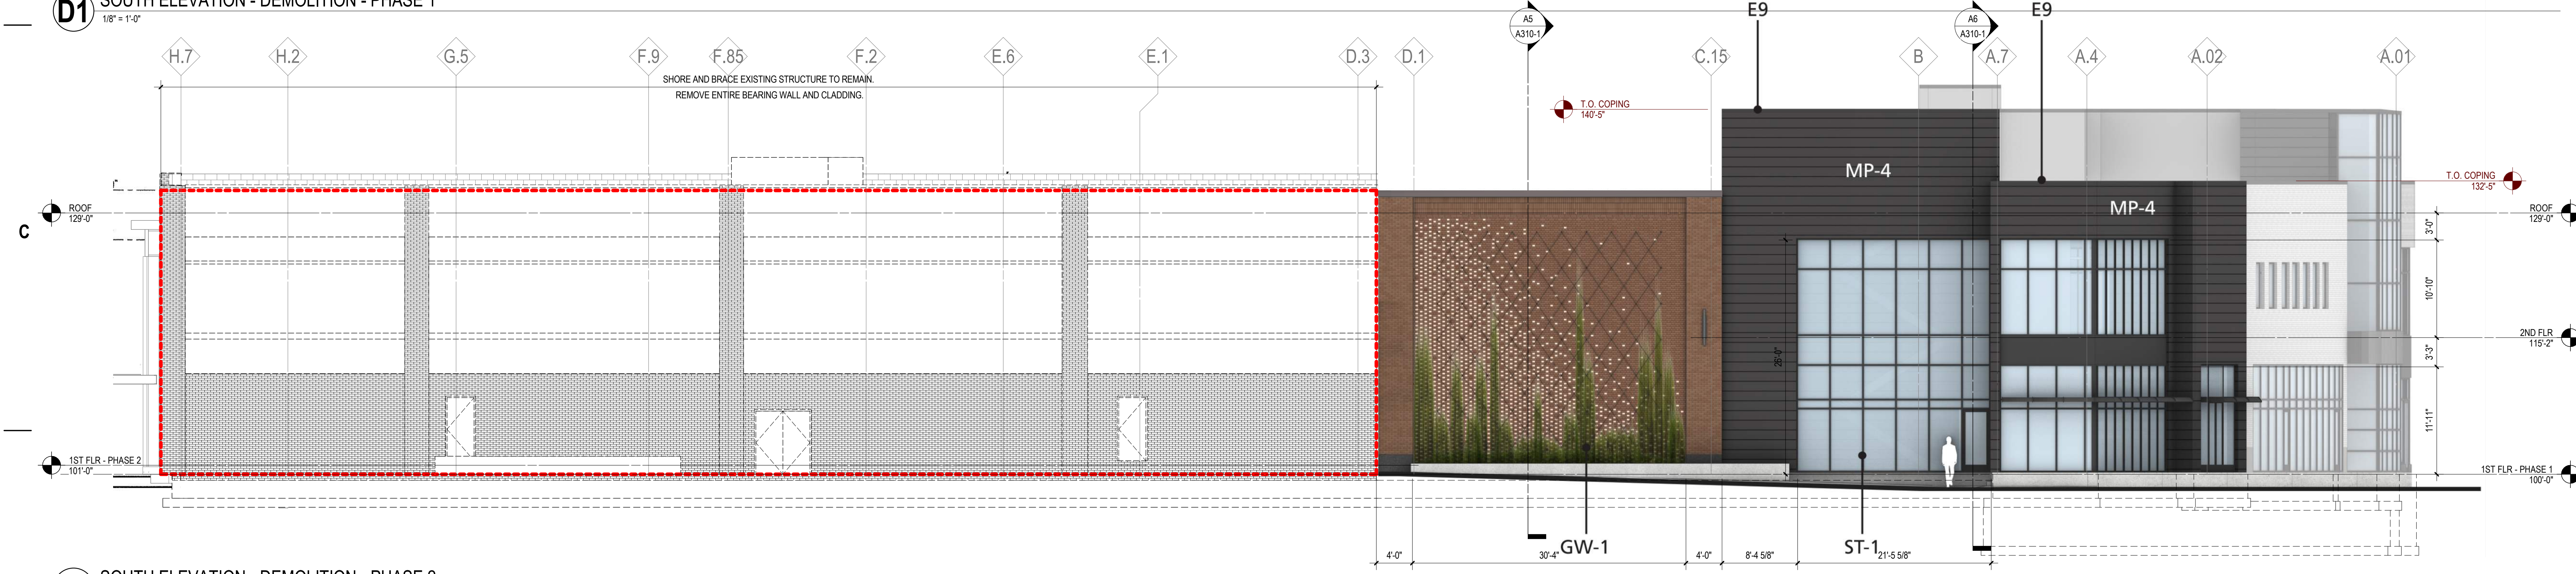 D1 SOUTH ELEVATION - DEMOLITION - PHASE 1
1/8" = 1'-0"
E9
E9
A5
A310-1
A6
A310-1
H.7 H.2 G.5 F.9 F.85 F.2 E.6 E.1 D.3 D.1 C.15 B A.7 A.4 A.02 A.01
SHORE AND BRACE EXISTING STRUCTURE TO REMAIN.
REMOVE ENTIRE BEARING WALL AND CLADDING.
T.O. COPING
140'-5"
MP-4
MP-4
T.O. COPING
132'-5"
ROOF
129'-0"
ROOF
129'-0"
C
3'-0"
10'-10"
2ND FLR
115'-2"
3'-3"
26'-0"
11'-11"
1ST FLR - PHASE 2
101'-0"
1ST FLR - PHASE 1
100'-0"
GW-1
ST-1
4'-0" 30'-4" 4'-0" 8'-4 5/8" 21'-5 5/8"
SOUTH ELEVATION - DEMOLITION - PHASE